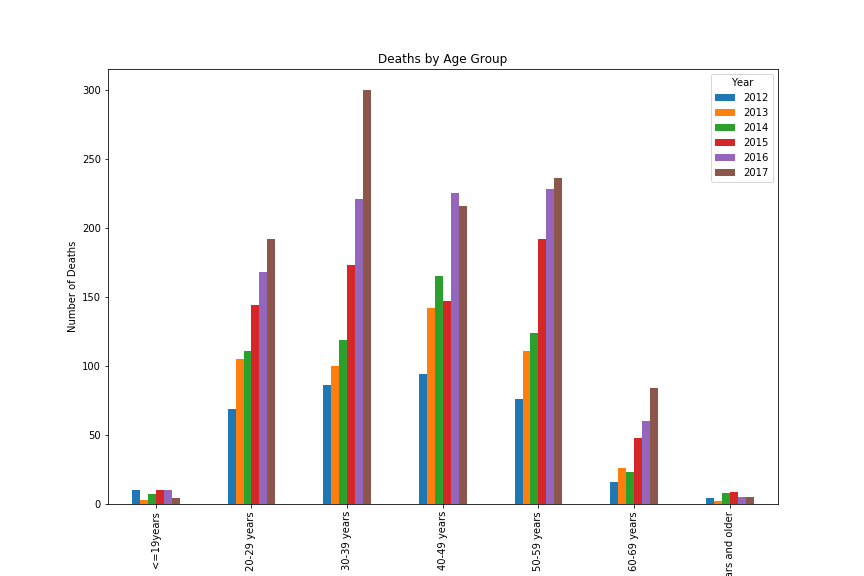 Deaths by Age Group
Year
2012
2013
2014
2015
2016
2017
Number of Deaths
300
250
200
150
100
50
0
<=19years
20-29 years
30-39 years
40-49 years
50-59 years
60-69 years
and older